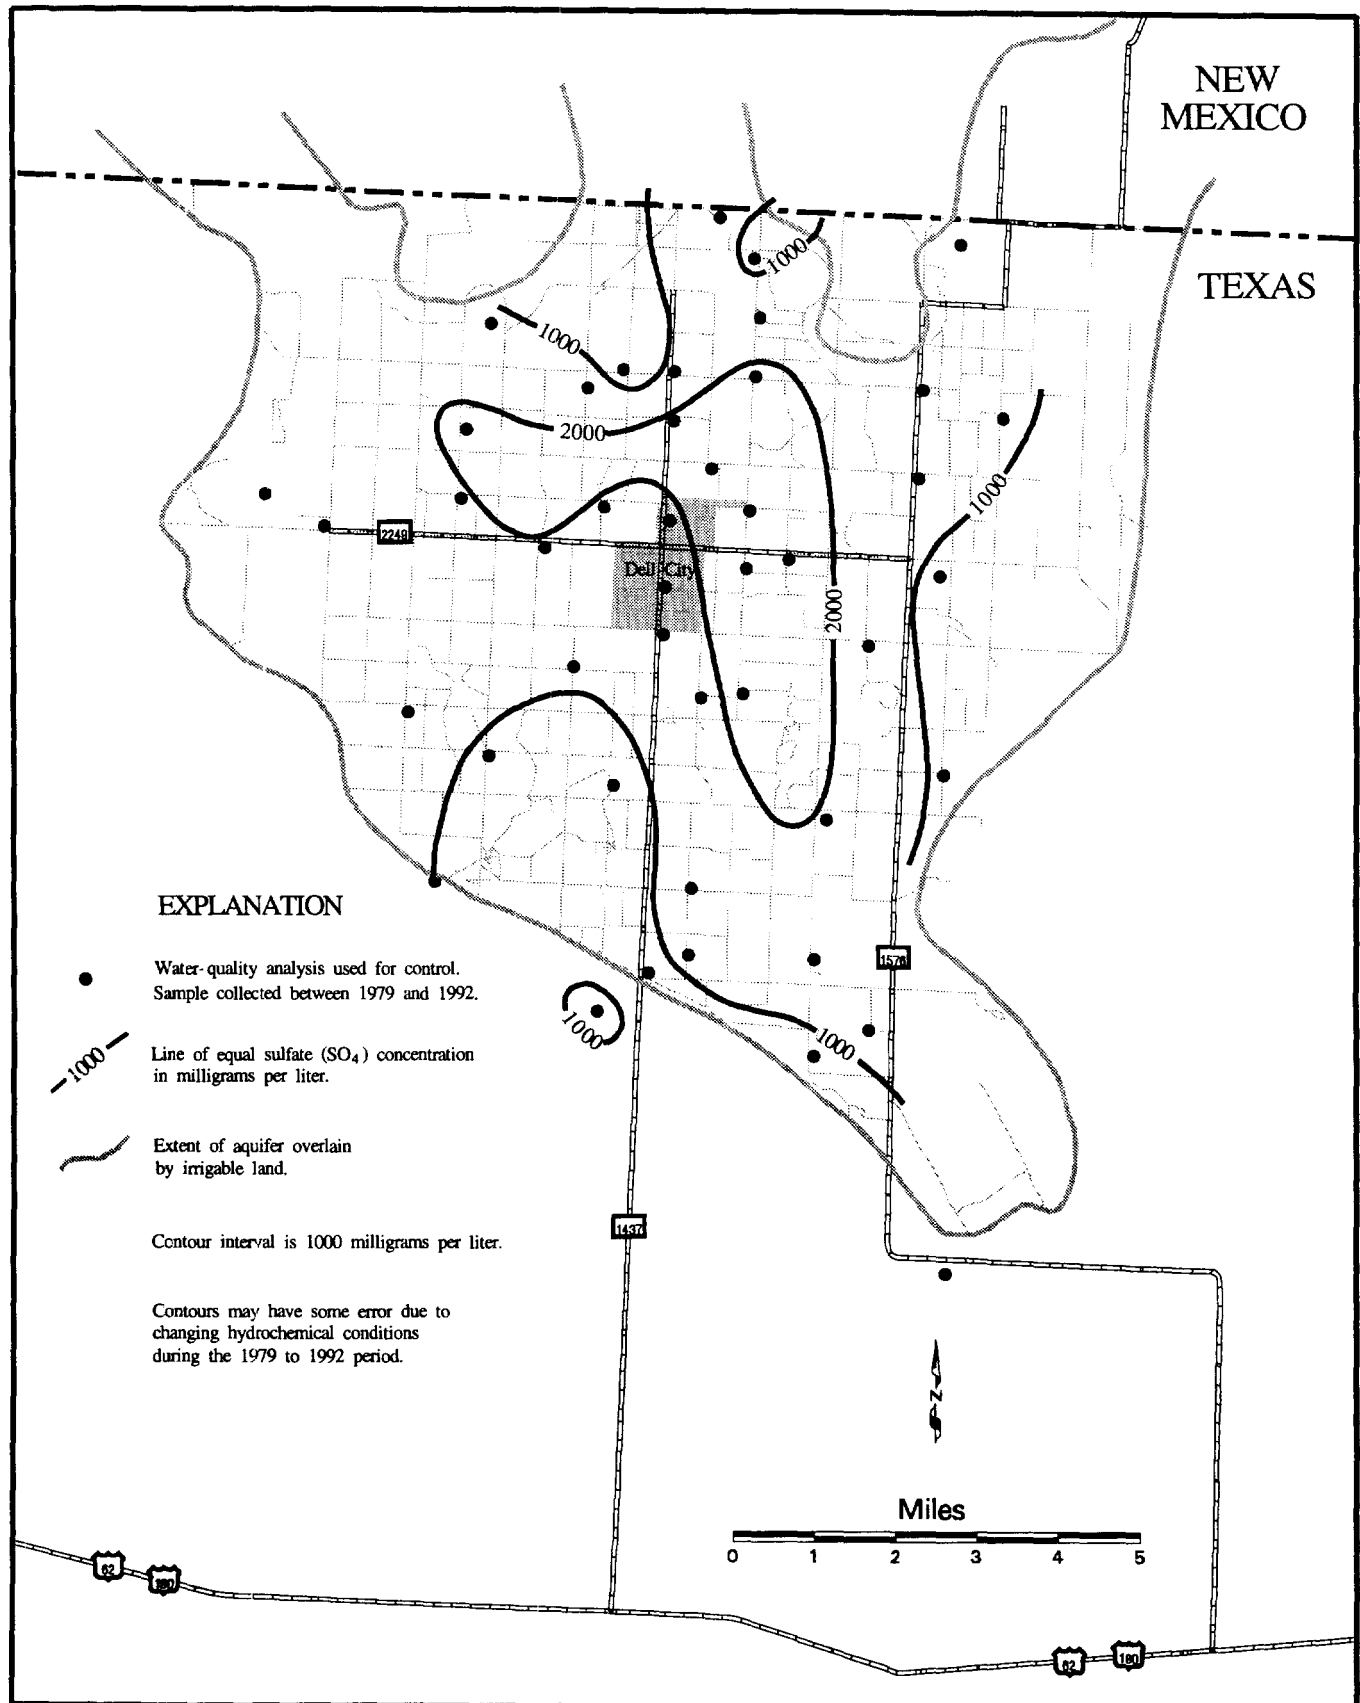 NEW
MEXICO
TEXAS
1000
1000
2000
1000
2249
Dell City
2000
1576
1000
1000
1437
EXPLANATION
Water-quality analysis used for control.
Sample collected between 1979 and 1992.
1000
Line of equal sulfate (SO₄) concentration
in milligrams per liter.
Extent of aquifer overlain
by irrigable land.
Contour interval is 1000 milligrams per liter.
Contours may have some error due to
changing hydrochemical conditions
during the 1979 to 1992 period.
N
Miles
0 1 2 3 4 5
62
180
62
180